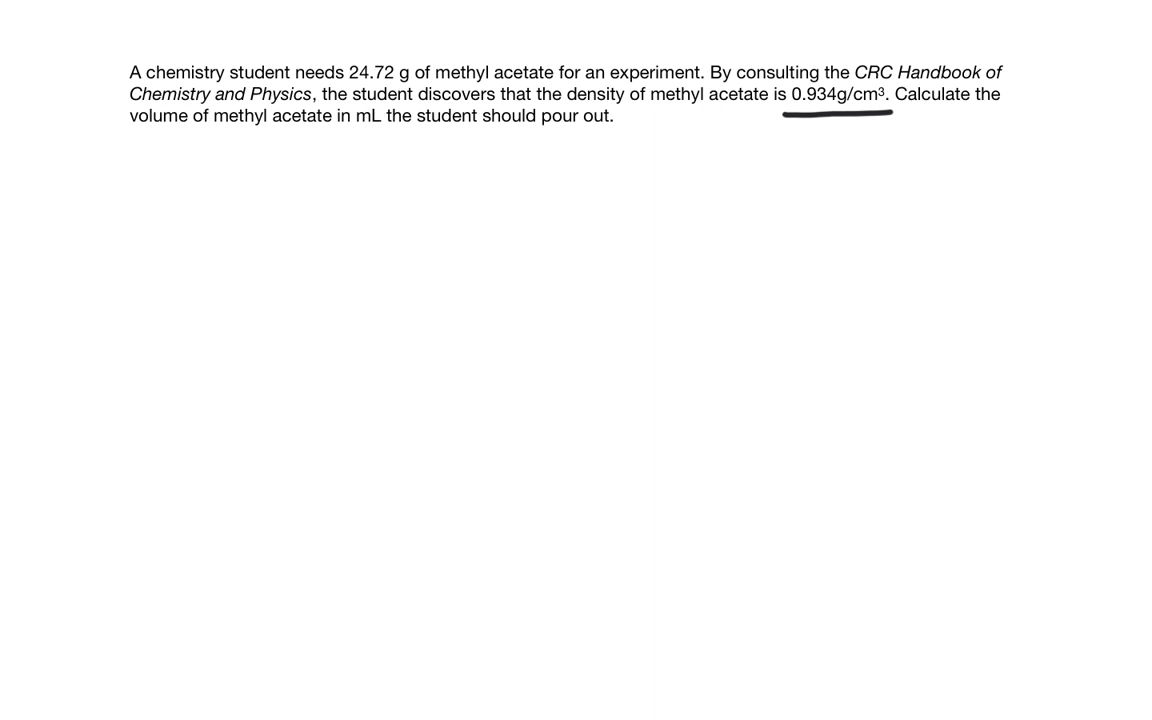 A chemistry student needs 24.72 g of methyl acetate for an experiment. By consulting the CRC Handbook of
Chemistry and Physics, the student discovers that the density of methyl acetate is 0.934g/cm³. Calculate the
volume of methyl acetate in mL the student should pour out.